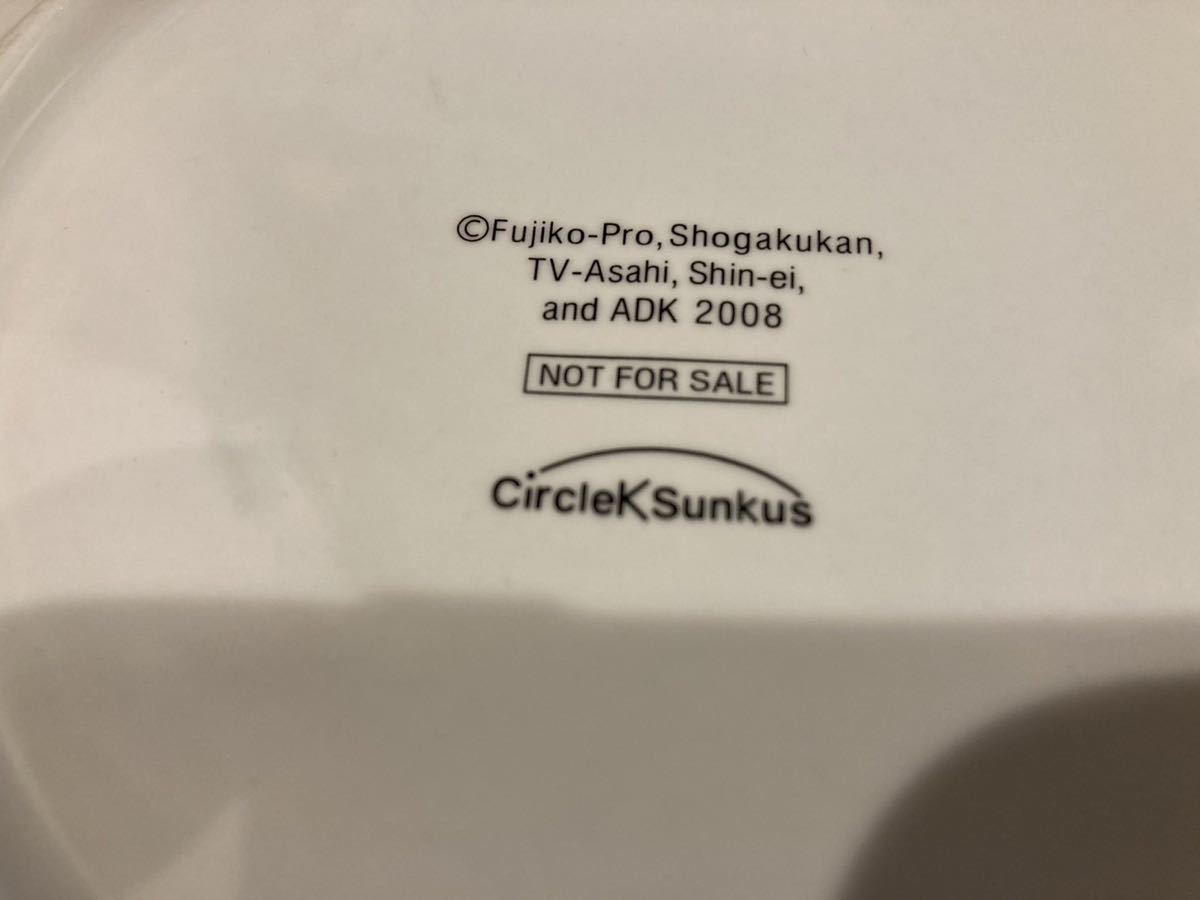 ©Fujiko-Pro, Shogakukan,
TV-Asahi, Shin-ei,
and ADK 2008
NOT FOR SALE
CircleKSunkus